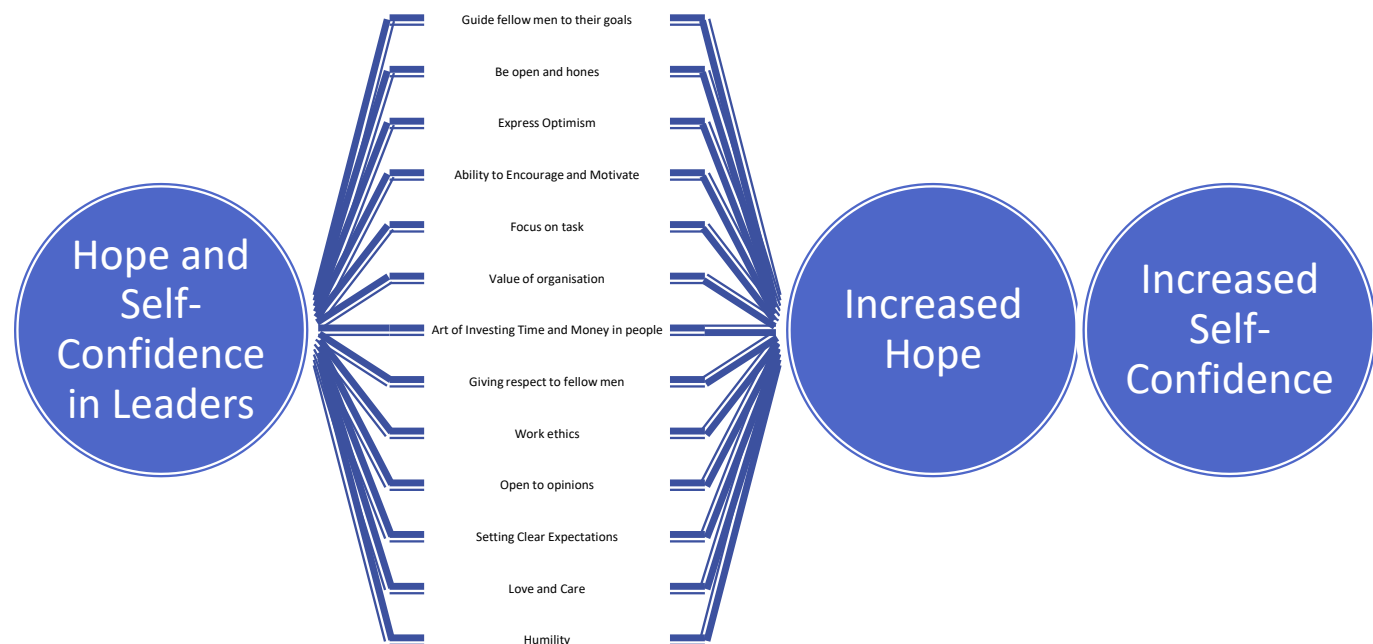 Hope and
Self-
Confidence
in Leaders
Guide fellow men to their goals
Be open and hones
Express Optimism
Ability to Encourage and Motivate
Focus on task
Value of organisation
Art of Investing Time and Money in people
Giving respect to fellow men
Work ethics
Open to opinions
Setting Clear Expectations
Love and Care
Humility
Increased
Hope
Increased
Self-
Confidence